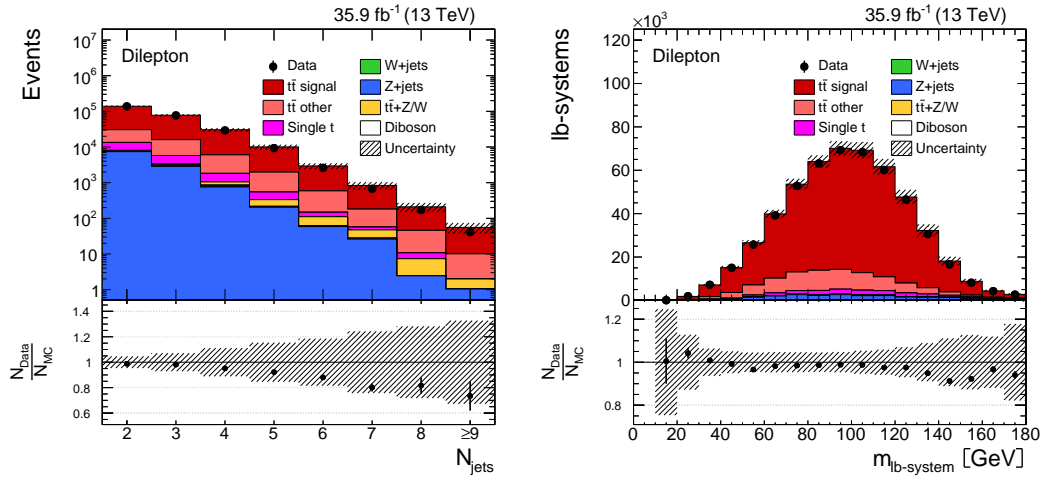 35.9 fb⁻¹ (13 TeV)
Events
Dilepton
Data
tt̄ signal
tt̄ other
Single t
W+jets
Z+jets
tt̄+Z/W
Diboson
Uncertainty
10⁷
10⁶
10⁵
10⁴
10³
10²
10
1
N_Data
N_MC
1.4
1.2
1
0.8
0.6
2 3 4 5 6 7 8 ≥9
N_jets
×10³
35.9 fb⁻¹ (13 TeV)
lb-systems
Dilepton
Data
tt̄ signal
tt̄ other
Single t
W+jets
Z+jets
tt̄+Z/W
Diboson
Uncertainty
120
100
80
60
40
20
0
N_Data
N_MC
1.2
1
0.8
0 20 40 60 80 100 120 140 160 180
m_lb-system [GeV]